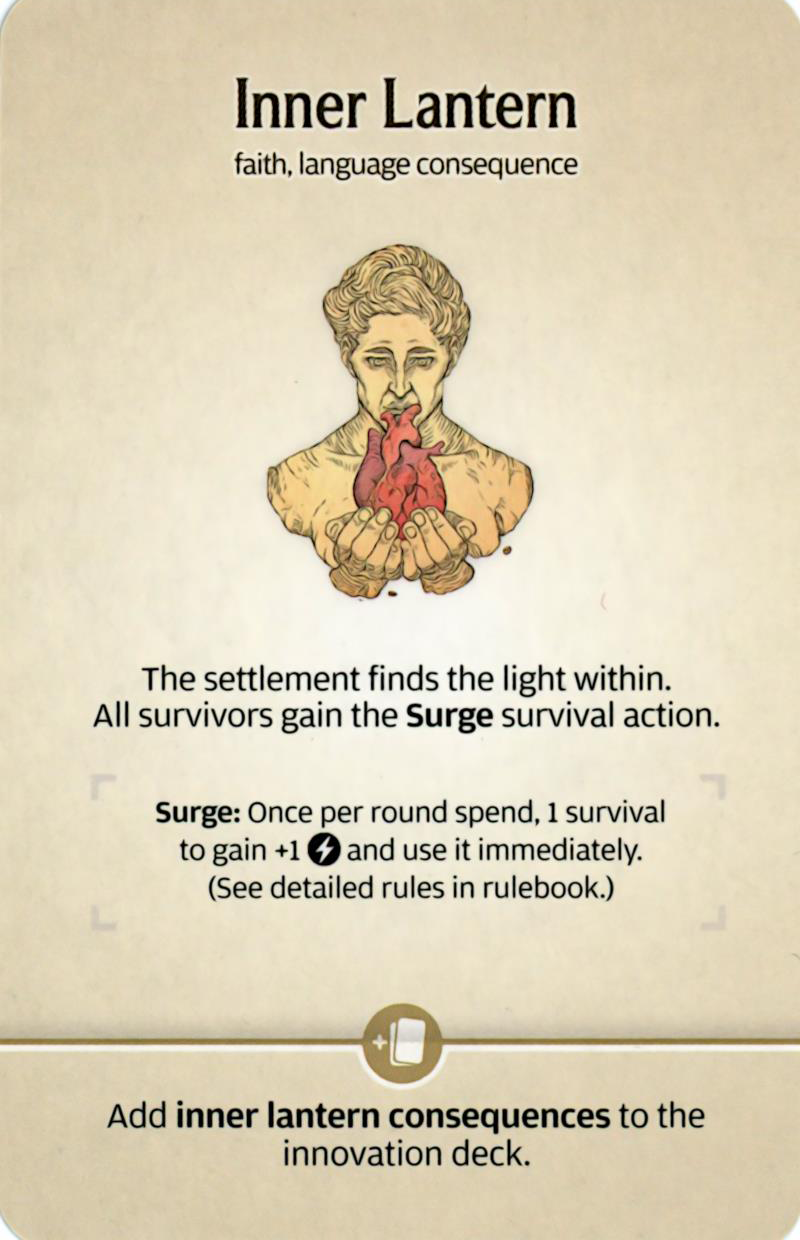 Inner Lantern
faith, language consequence
The settlement finds the light within.
All survivors gain the Surge survival action.
Surge: Once per round spend, 1 survival
to gain +1 and use it immediately.
(See detailed rules in rulebook.)
Add inner lantern consequences to the
innovation deck.